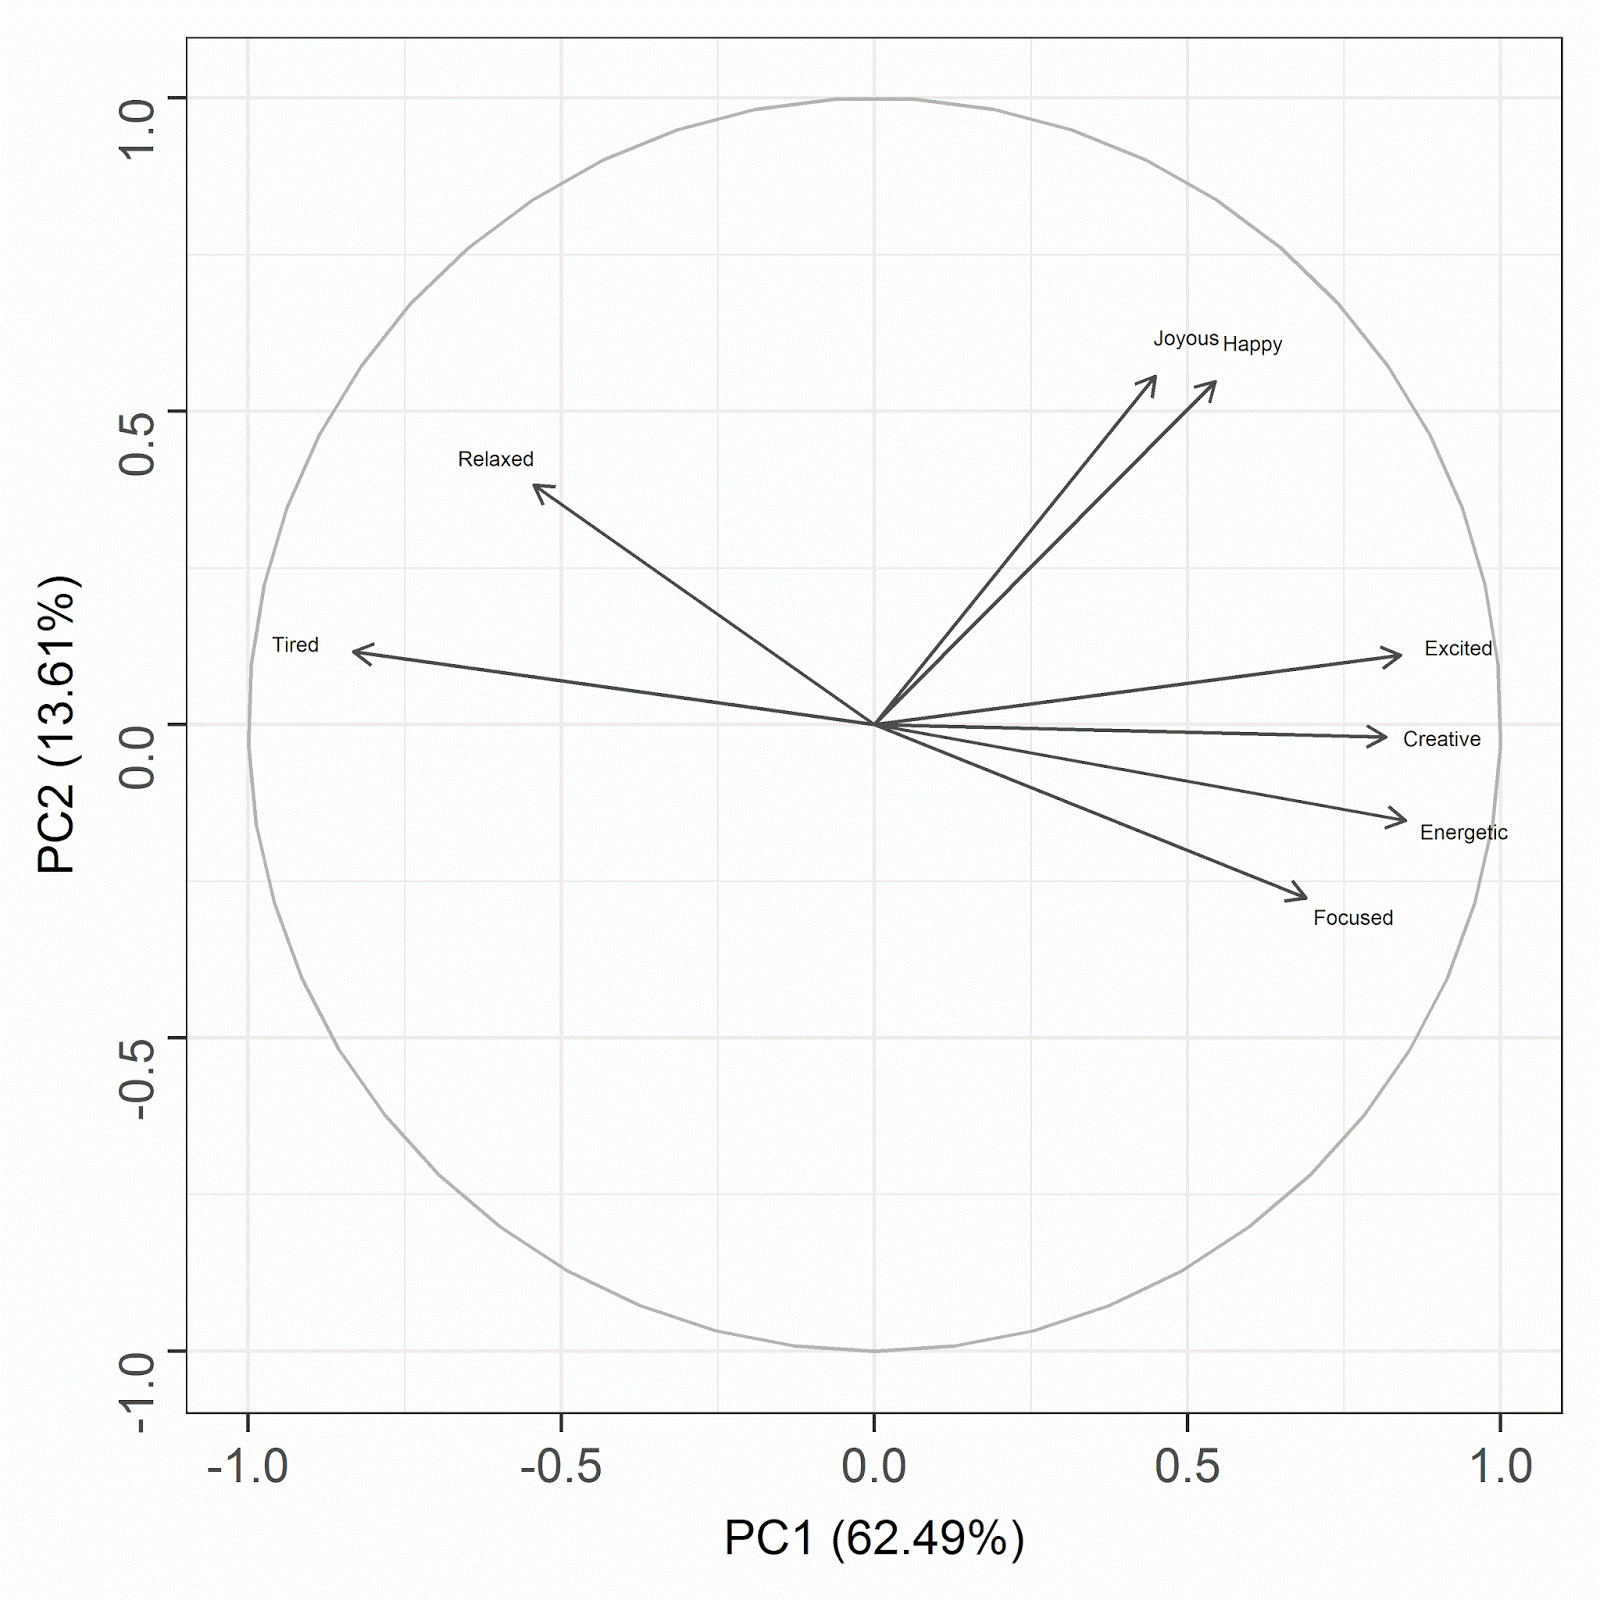 1.0
0.5
0.0
-0.5
-1.0
PC2 (13.61%)
Joyous Happy
Relaxed
Tired
Excited
Creative
Energetic
Focused
-1.0 -0.5 0.0 0.5 1.0
PC1 (62.49%)